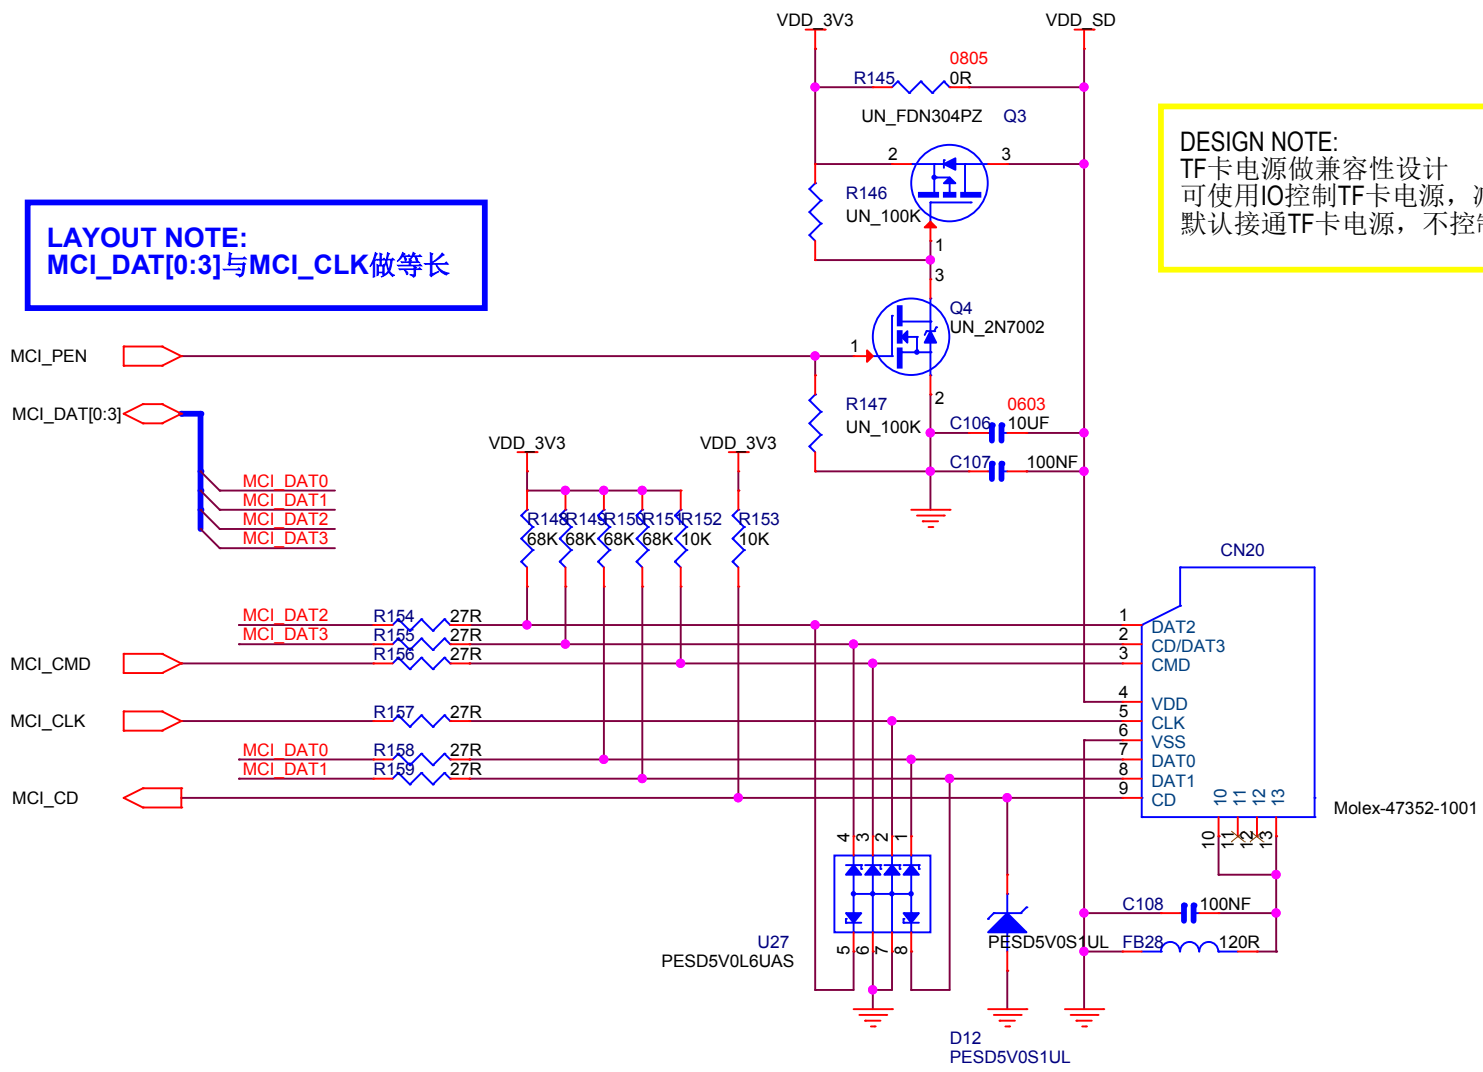 VDD_3V3
VDD_SD
0805
R145
0R
UN_FDN304PZ
Q3
2
3
R146
UN_100K
1
3
Q4
UN_2N7002
1
2
R147
UN_100K
0603
C106
10UF
C107
100NF
DESIGN NOTE:
TF卡电源做兼容性设计
可使用IO控制TF卡电源，
默认接通TF卡电源，不控
LAYOUT NOTE:
MCI_DAT[0:3]与MCI_CLK做等长
MCI_PEN
MCI_DAT[0:3]
MCI_DAT0
MCI_DAT1
MCI_DAT2
MCI_DAT3
VDD_3V3
VDD_3V3
R148
R149
R150
R151
R152
R153
68K
68K
68K
68K
10K
10K
MCI_DAT2
R154
27R
MCI_DAT3
R155
27R
MCI_CMD
R156
27R
MCI_CLK
R157
27R
MCI_DAT0
R158
27R
MCI_DAT1
R159
27R
MCI_CD
CN20
1
DAT2
2
CD/DAT3
3
CMD
4
VDD
5
CLK
6
VSS
7
DAT0
8
DAT1
9
CD
10
11
12
13
10
11
12
13
Molex-47352-1001
4
3
2
1
5
6
7
8
U27
PESD5V0L6UAS
PESD5V0S1UL
D12
PESD5V0S1UL
C108
100NF
FB28
120R